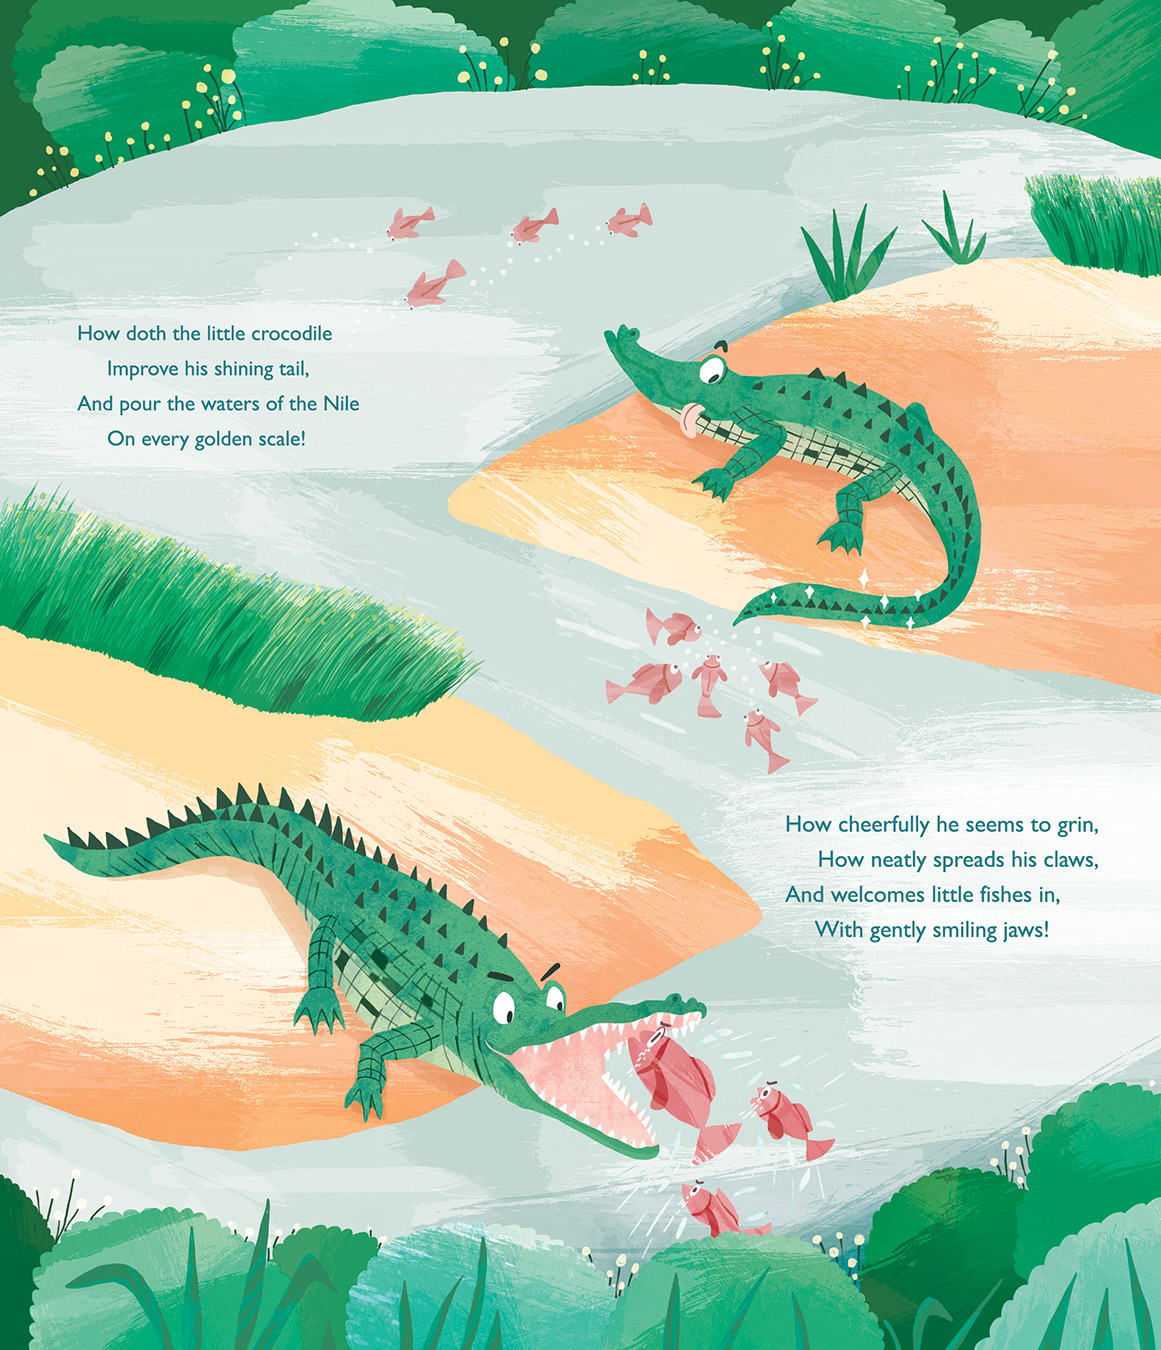 How doth the little crocodile
Improve his shining tail,
And pour the waters of the Nile
On every golden scale!
How cheerfully he seems to grin,
How neatly spreads his claws,
And welcomes little fishes in,
With gently smiling jaws!